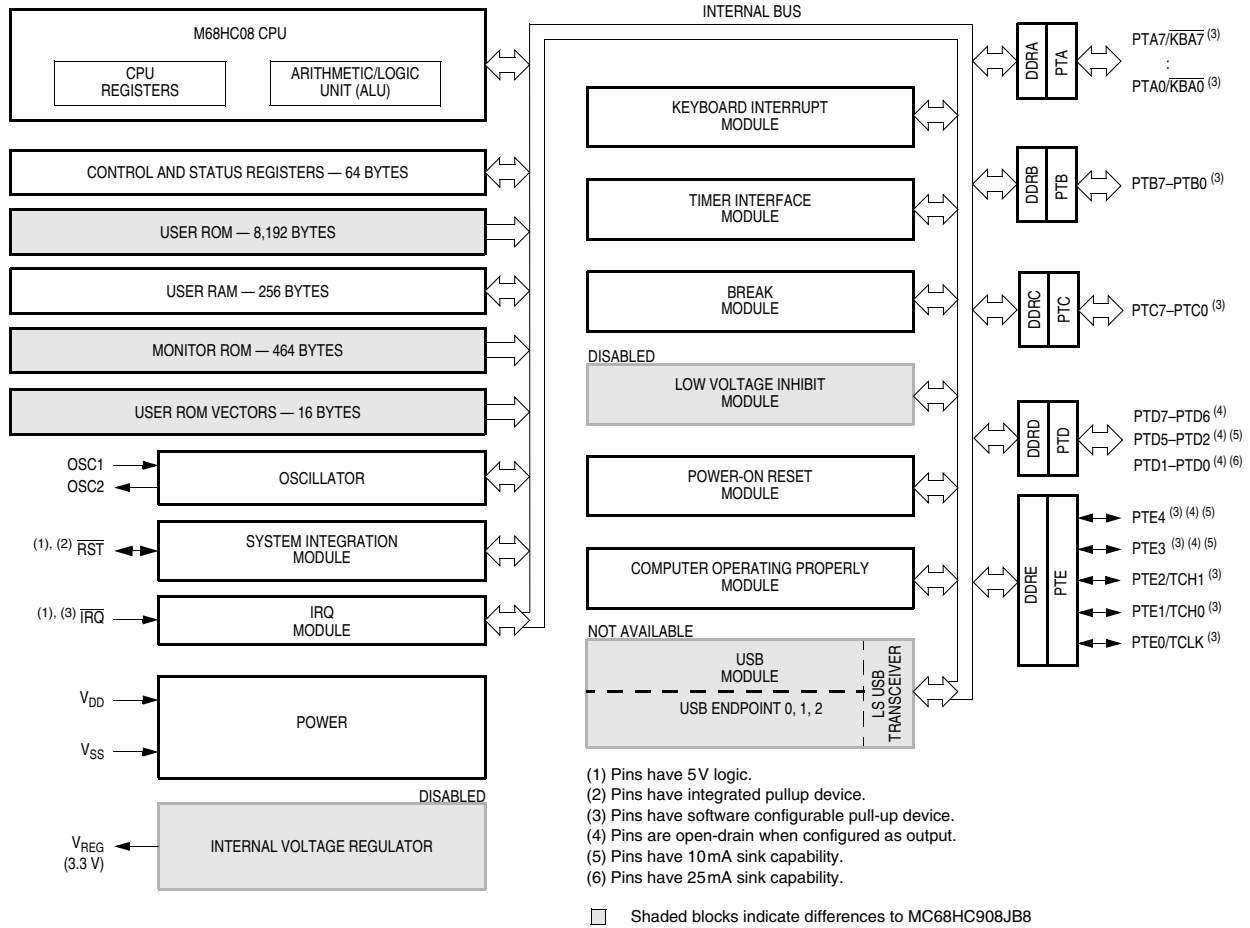 INTERNAL BUS
M68HC08 CPU
CPU
REGISTERS
ARITHMETIC/LOGIC
UNIT (ALU)
CONTROL AND STATUS REGISTERS — 64 BYTES
USER ROM — 8,192 BYTES
USER RAM — 256 BYTES
MONITOR ROM — 464 BYTES
USER ROM VECTORS — 16 BYTES
OSC1
OSC2
OSCILLATOR
(1), (2) RST
SYSTEM INTEGRATION
MODULE
(1), (3) IRQ
IRQ
MODULE
VDD
VSS
POWER
DISABLED
VREG
(3.3 V)
INTERNAL VOLTAGE REGULATOR
KEYBOARD INTERRUPT
MODULE
TIMER INTERFACE
MODULE
BREAK
MODULE
DISABLED
LOW VOLTAGE INHIBIT
MODULE
POWER-ON RESET
MODULE
COMPUTER OPERATING PROPERLY
MODULE
NOT AVAILABLE
USB
MODULE
USB ENDPOINT 0, 1, 2
LS USB
TRANSCEIVER
DDRA
PTA
PTA7/KBA7 (3)
:
PTA0/KBA0 (3)
DDRB
PTB
PTB7–PTB0 (3)
DDRC
PTC
PTC7–PTC0 (3)
DDRD
PTD
PTD7–PTD6 (4)
PTD5–PTD2 (4) (5)
PTD1–PTD0 (4) (6)
DDRE
PTE
PTE4 (3) (4) (5)
PTE3 (3) (4) (5)
PTE2/TCH1 (3)
PTE1/TCH0 (3)
PTE0/TCLK (3)
(1) Pins have 5V logic.
(2) Pins have integrated pullup device.
(3) Pins have software configurable pull-up device.
(4) Pins are open-drain when configured as output.
(5) Pins have 10mA sink capability.
(6) Pins have 25mA sink capability.
Shaded blocks indicate differences to MC68HC908JB8